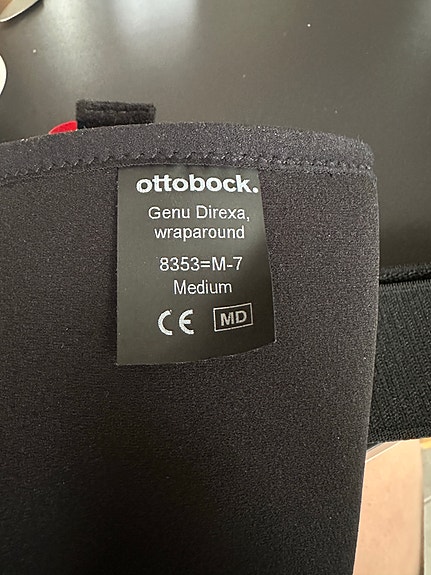 ottobock.
Genu Direxa,
wraparound
8353=M-7
Medium
CE MD